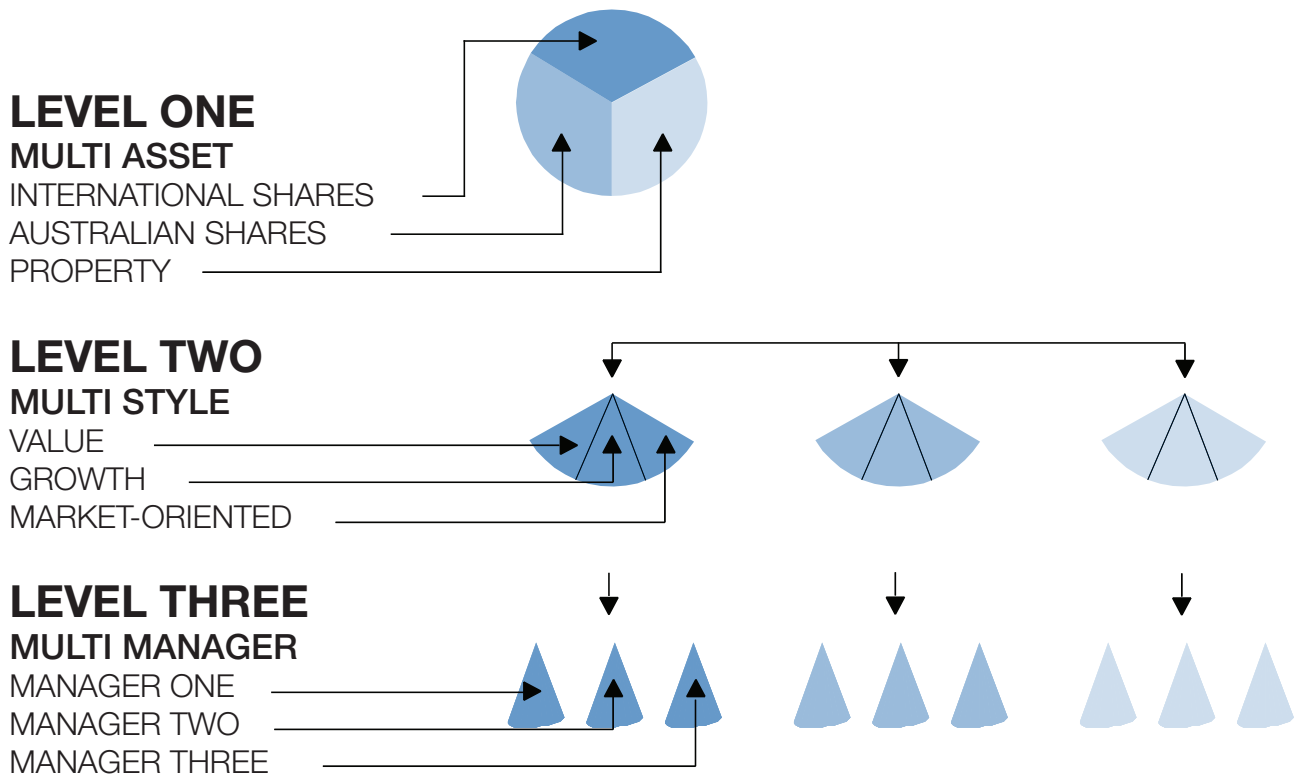 LEVEL ONE
MULTI ASSET
INTERNATIONAL SHARES
AUSTRALIAN SHARES
PROPERTY
LEVEL TWO
MULTI STYLE
VALUE
GROWTH
MARKET-ORIENTED
LEVEL THREE
MULTI MANAGER
MANAGER ONE
MANAGER TWO
MANAGER THREE